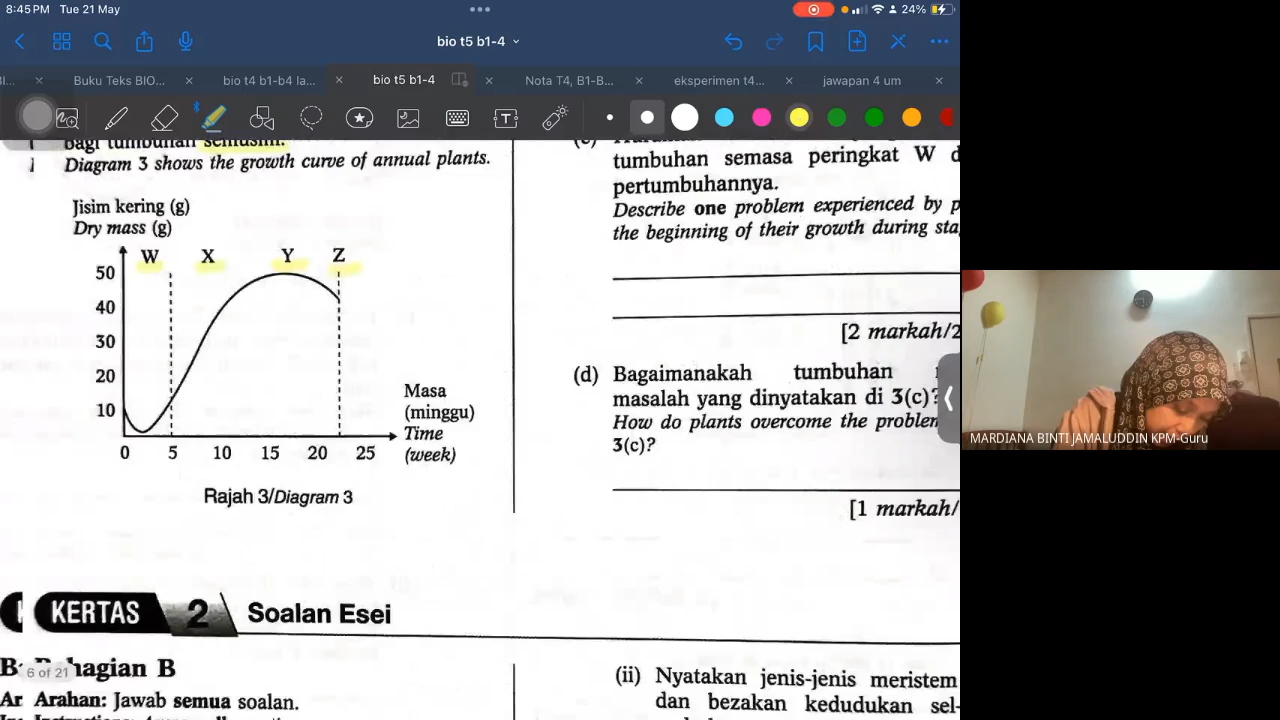 8:45 PM Tue 21 May
24%
bio t5 b1-4
Buku Teks BIO...
bio t4 b1-b4 la...
bio t5 b1-4
Nota T4, B1-B...
eksperimen t4...
jawapan 4 um
bagi tumbuhan semusim.
Diagram 3 shows the growth curve of annual plants.
Jisim kering (g)
Dry mass (g)
W X Y Z
50
40
30
20
10
0 5 10 15 20 25
Masa
(minggu)
Time
(week)
Rajah 3/Diagram 3
tumbuhan semasa peringkat W
pertumbuhannya.
Describe one problem experienced by
the beginning of their growth during
[2 markah/2
(d) Bagaimanakah tumbuhan
masalah yang dinyatakan di 3(c)?
How do plants overcome the problem
3(c)?
[1 markah/
KERTAS 2 Soalan Esei
Bahagian B
6 of 21
Arahan: Jawab semua soalan.
(ii) Nyatakan jenis-jenis meristem
dan bezakan kedudukan sel-
MARDIANA BINTI JAMALUDDIN KPM-Guru